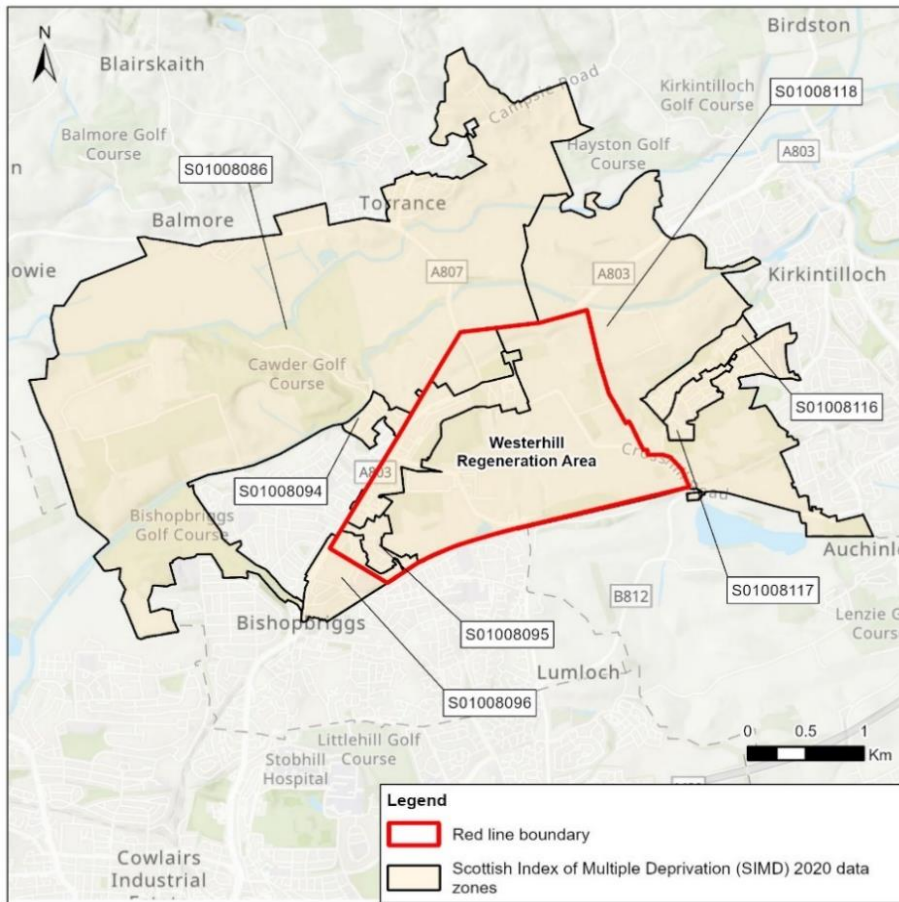 Birdston
N
Blairskaith
Campsie Road
Kirkintilloch
Golf Course
S01008118
Balmore Golf
Course
Hayston Golf
Course
A803
S01008086
n
Torrance
Balmore
owie
A807
A803
Kirkintilloch
Cawder Golf
Course
S01008116
Westerhill
Regeneration Area
S01008094
A803
Bishopbriggs
Golf Course
Auchinl
S01008117
B812
Bishopbriggs
S01008095
Lenzie G
Cours
Lumloch
S01008096
0 0.5 1
Km
Littlehill Golf
Course
Stobhill
Hospital
Legend
Red line boundary
Scottish Index of Multiple Deprivation (SIMD) 2020 data
zones
Cowlairs
Industrial